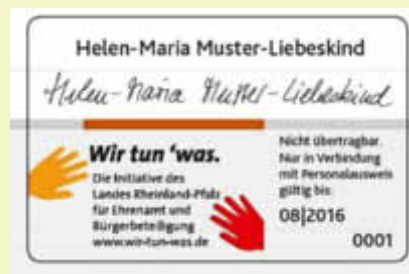 Helen-Maria Muster-Liebeskind
Helen-Maria Muster-Liebeskind
Wir tun ‘was.
Die Initiative des
Landes Rheinland-Pfalz
für Ehrenamt und
Bürgerbeteiligung
www.wir-tun-was.de
Nicht übertragbar.
Nur in Verbindung
mit Personalausweis
gültig bis
08|2016
0001